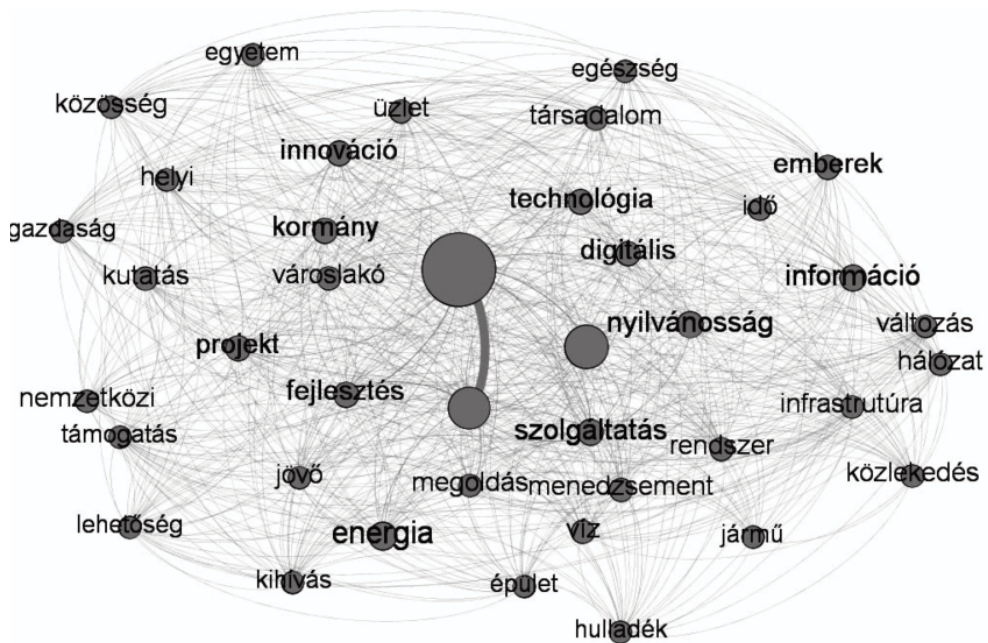 egyetem
egészség
közösség
üzlet
társadalom
innováció
emberek
helyi
technológia
idő
gazdaság
kormány
digitális
kutatás
városlakó
információ
nyilvánosság
változás
projekt
hálózat
nemzetközi
fejlesztés
infrastrutúra
támogatás
szolgáltatás
rendszer
jövő
megoldás
menedzsement
közlekedés
lehetőség
energia
víz
jármű
kihívás
épület
hulladék